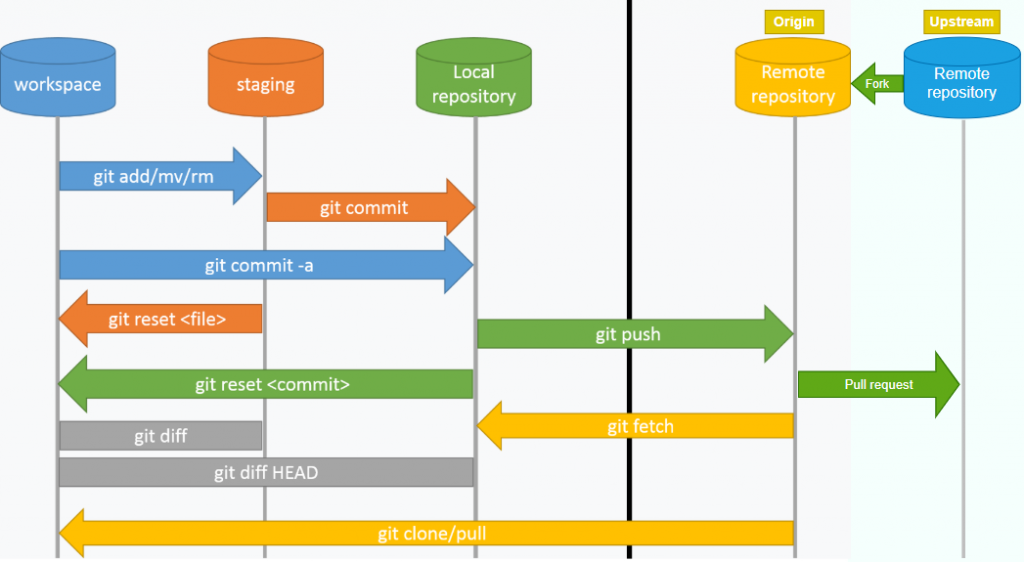 Origin
Upstream
workspace
staging
Local
repository
Remote
repository
Fork
Remote
repository
git add/mv/rm
git commit
git commit -a
git reset <file>
git push
git reset <commit>
Pull request
git fetch
git diff
git diff HEAD
git clone/pull